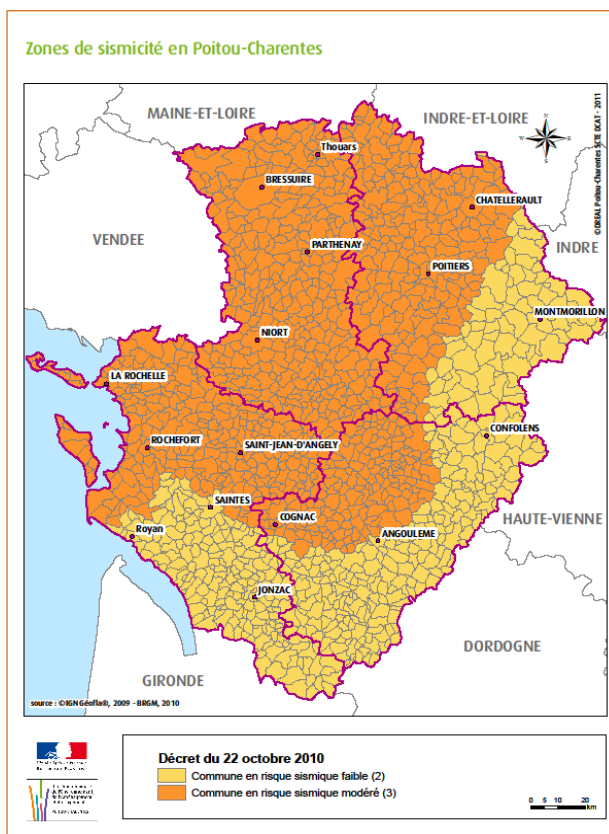 Zones de sismicité en Poitou-Charentes
MAINE-ET-LOIRE
INDRE-ET-LOIRE
©DREAL Poitou-Charentes SCTE DCAT - 2011
N
W
E
S
Thouars
BRESSUIRE
CHATELLERAULT
VENDEE
PARTHENAY
INDRE
POITIERS
MONTMORILLON
NIORT
LA ROCHELLE
CONFOLENS
ROCHEFORT
SAINT-JEAN-D'ANGELY
SAINTES
COGNAC
HAUTE-VIENNE
Royan
ANGOULEME
JONZAC
DORDOGNE
GIRONDE
source : ©IGNGéofla®, 2009 - BRGM, 2010
Décret du 22 octobre 2010
Commune en risque sismique faible (2)
Commune en risque sismique modéré (3)
0 5 10 20
km